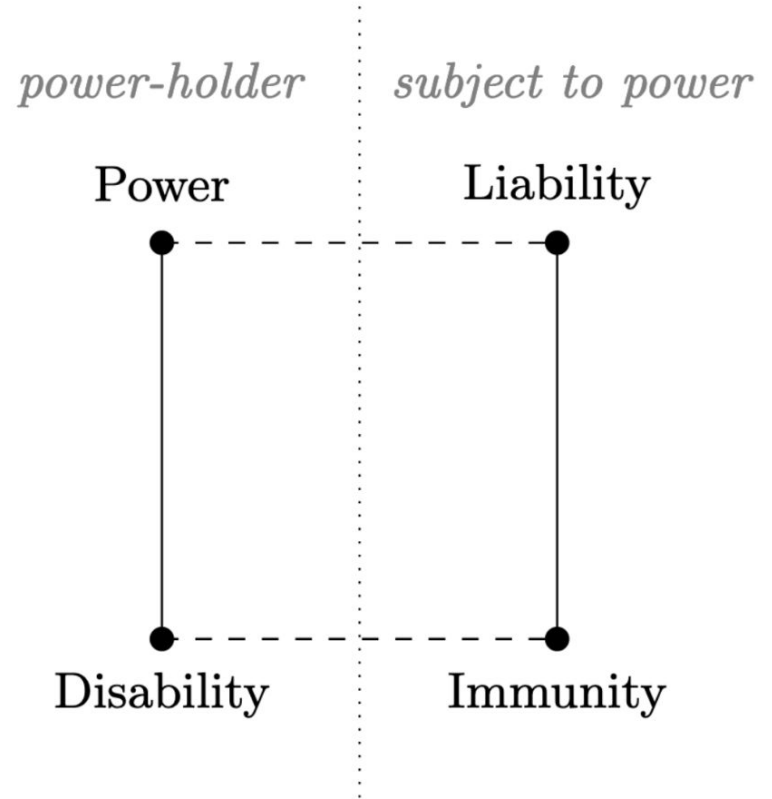 power-holder
subject to power
Power
Liability
Disability
Immunity